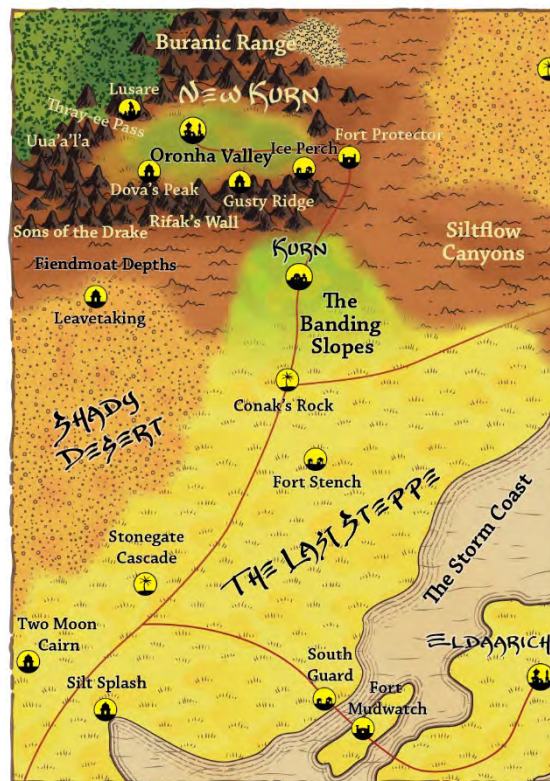 Buranic Range
Lusare
New Kurn
Thray-ee Pass
Fort Protector
Uua'a'l'a
Oronha Valley
Ice Perch
Dova's Peak
Gusty Ridge
Rifak's Wall
Sons of the Drake
Siltflow
Canyons
Kurn
Fiendmoat Depths
The
Banding
Slopes
Leavetaking
Conak's Rock
Shady
Desert
Fort Stench
The Last Steppe
The Storm Coast
Stonegate
Cascade
Two Moon
Cairn
Eldaarich
South
Guard
Silt Splash
Fort
Mudwatch